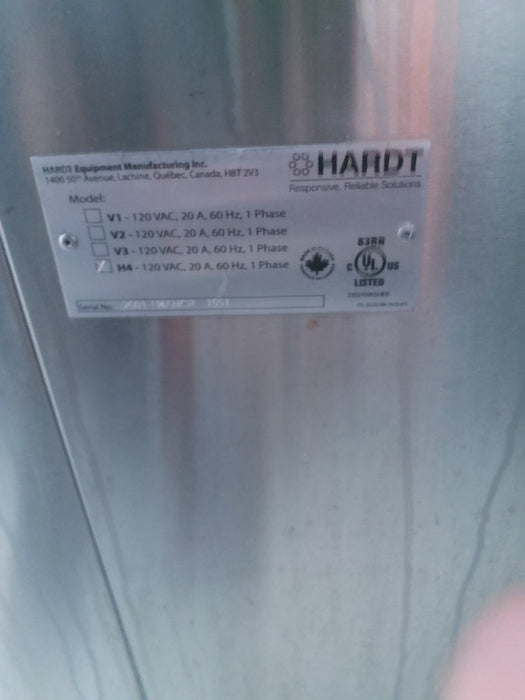 HARDT Equipment Manufacturing Inc.
1400 50th Avenue, Lachine, Québec, Canada, H8T 2V3
HARDT
Responsive, Reliable Solutions
Model:
V1 - 120 VAC, 20 A, 60 Hz, 1 Phase
V2 - 120 VAC, 20 A, 60 Hz, 1 Phase
V3 - 120 VAC, 20 A, 60 Hz, 1 Phase
H4 - 120 VAC, 20 A, 60 Hz, 1 Phase
83RN
C UL US
LISTED
Serial No. 1551